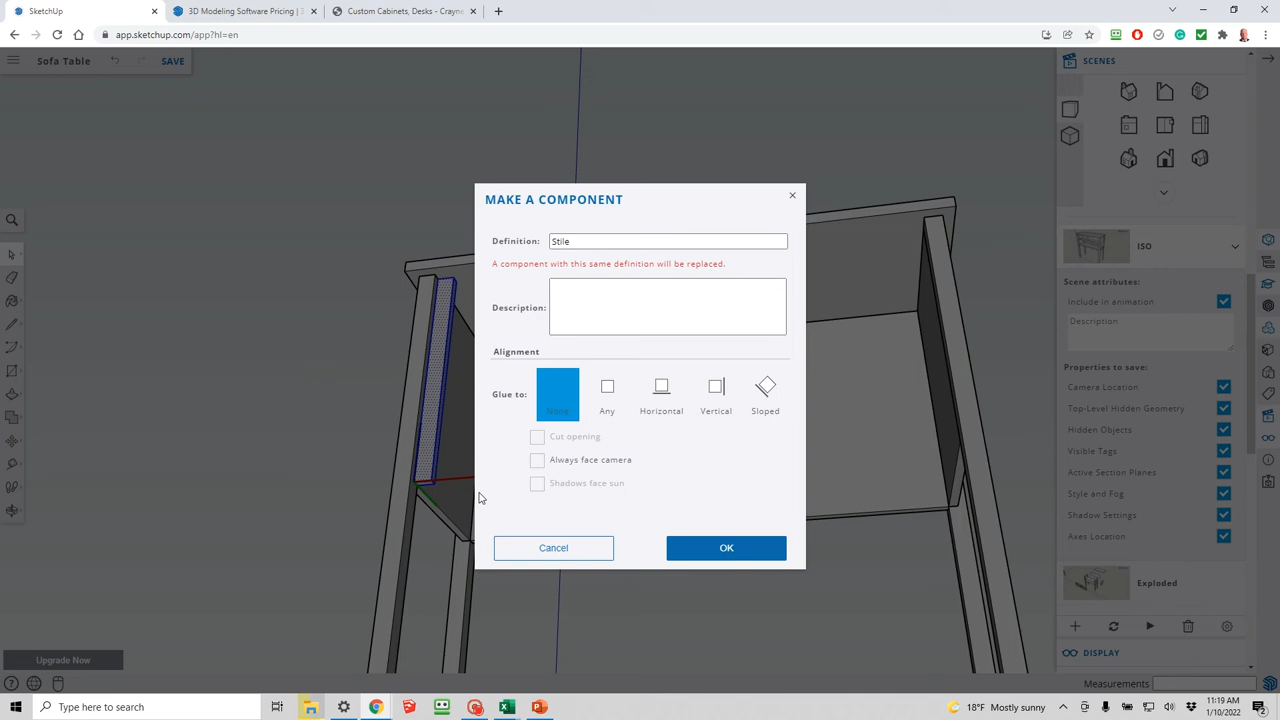 SketchUp
3D Modeling Software Pricing | 3
Custom Cabinets, Desks - Crayne
app.sketchup.com/app?hl=en
Sofa Table
SAVE
SCENES
ISO
Scene attributes:
Include in animation
Description
Properties to save:
Camera Location
Top-Level Hidden Geometry
Hidden Objects
Visible Tags
Active Section Planes
Style and Fog
Shadow Settings
Axes Location
Exploded
DISPLAY
MAKE A COMPONENT
Definition: Stile
A component with this same definition will be replaced.
Description:
Alignment
Glue to: None Any Horizontal Vertical Sloped
Cut opening
Always face camera
Shadows face sun
Cancel OK
Upgrade Now
Measurements
Type here to search
18°F Mostly sunny
11:19 AM
1/10/2022
2